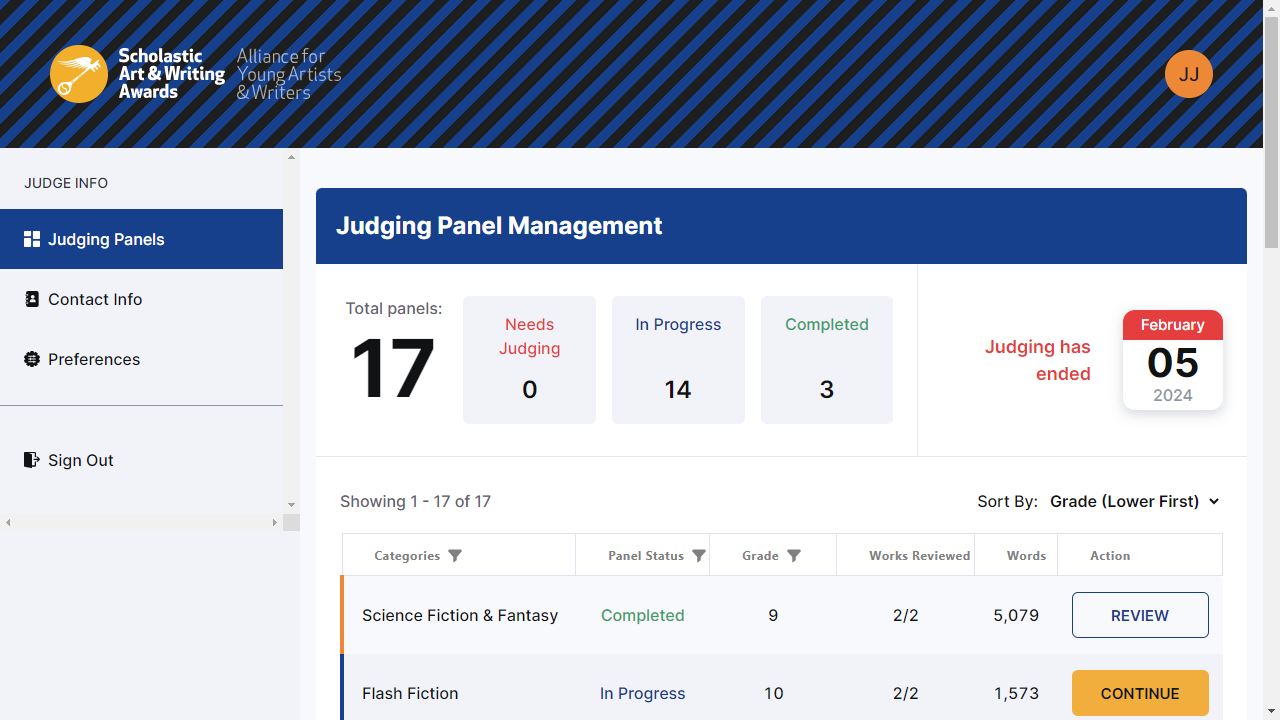 Scholastic
Art & Writing
Awards
Alliance for
Young Artists
& Writers
JJ
JUDGE INFO
Judging Panels
Contact Info
Preferences
Sign Out
Judging Panel Management
Total panels:
17
Needs
Judging
0
In Progress
14
Completed
3
Judging has
ended
February
05
2024
Showing 1 - 17 of 17
Sort By: Grade (Lower First)
Categories Panel Status Grade Works Reviewed Words Action
Science Fiction & Fantasy Completed 9 2/2 5,079 REVIEW
Flash Fiction In Progress 10 2/2 1,573 CONTINUE